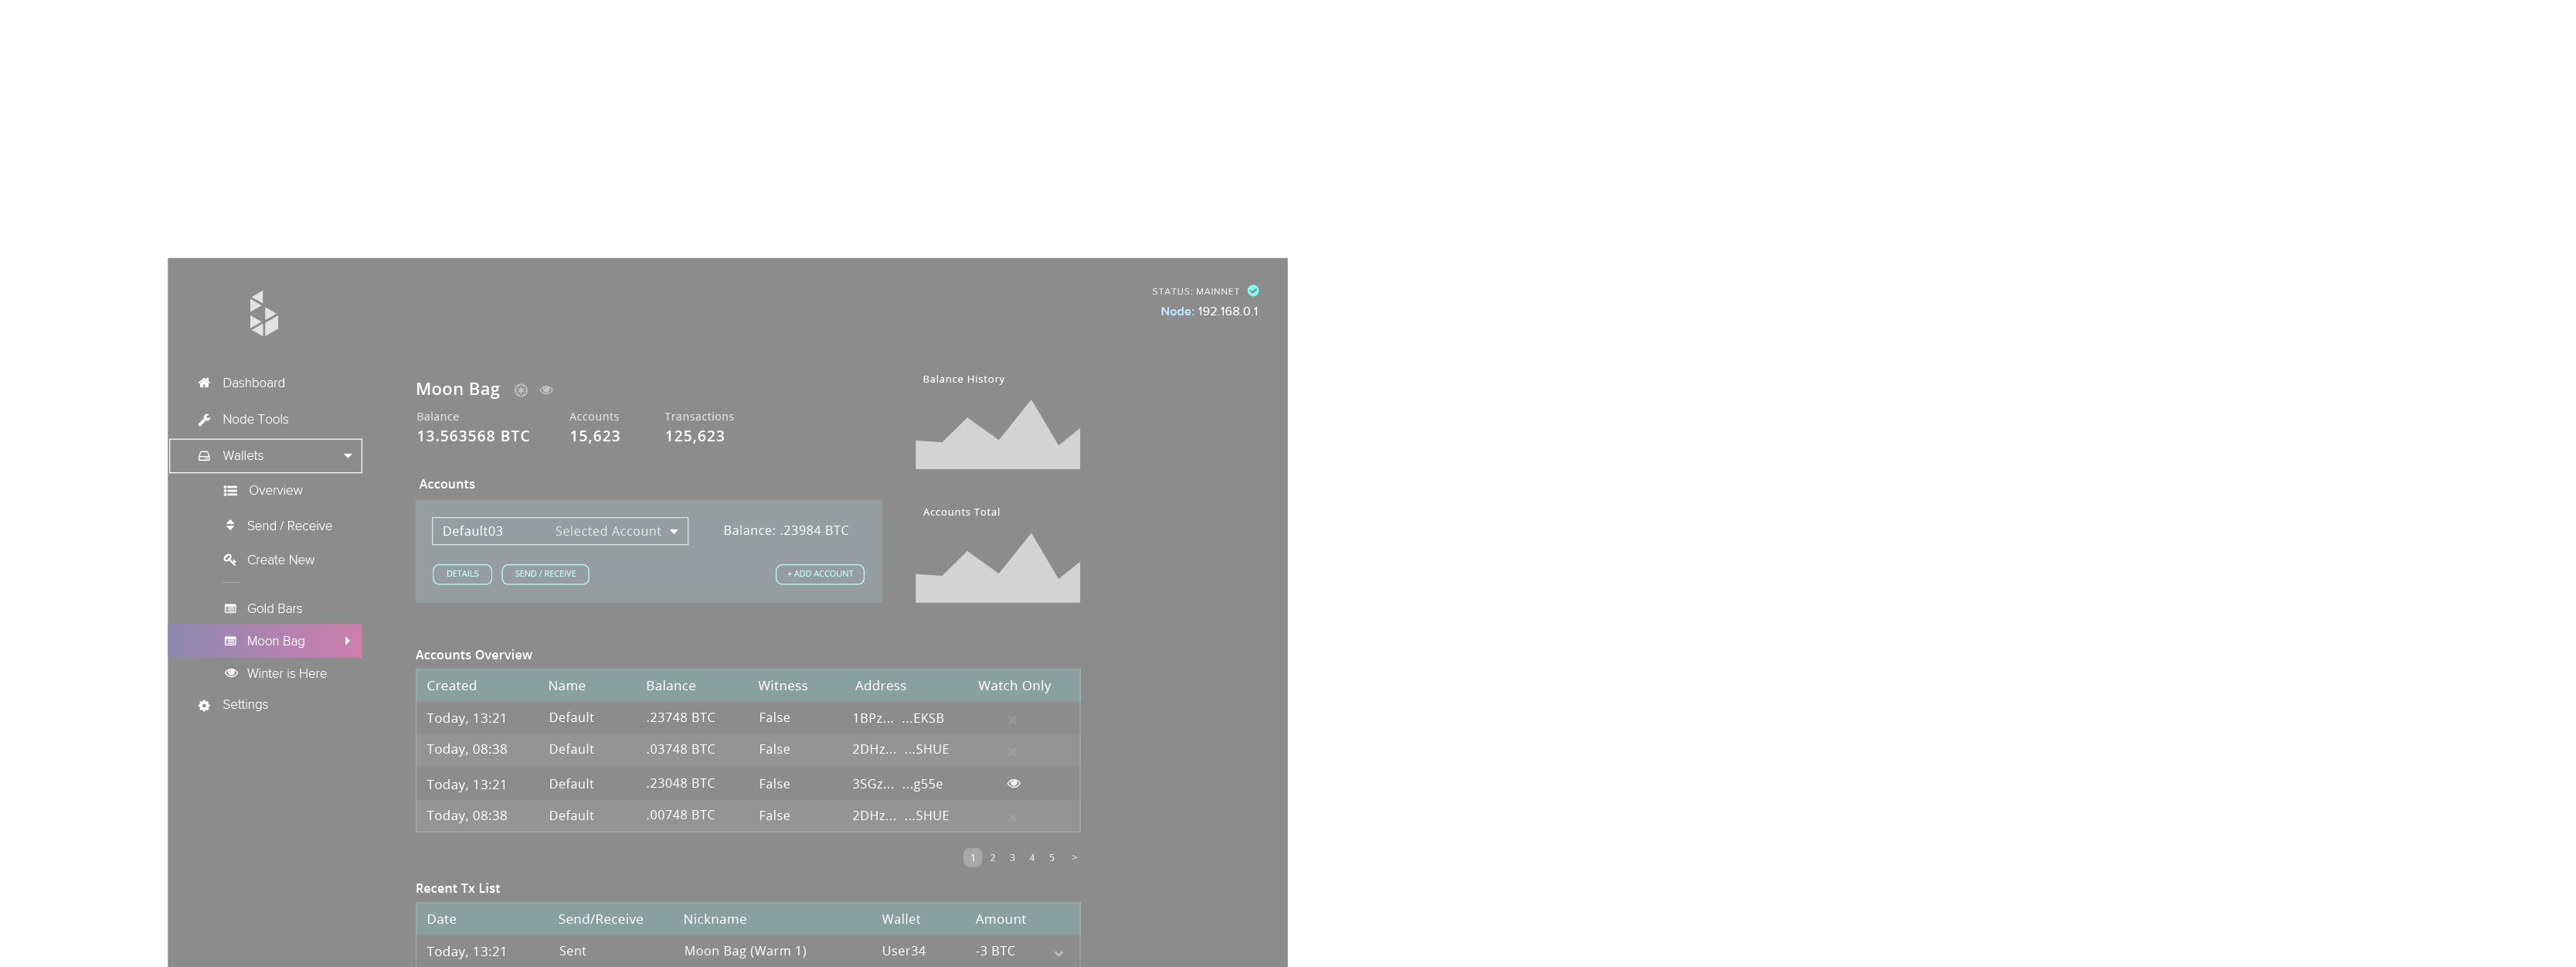 STATUS: MAINNET
Node: 192.168.0.1
Dashboard
Node Tools
Wallets
Overview
Send / Receive
Create New
Gold Bars
Moon Bag
Winter is Here
Settings
Moon Bag
Balance Accounts Transactions
13.563568 BTC 15,623 125,623
Balance History
Accounts
Default03 Selected Account Balance: .23984 BTC
DETAILS SEND / RECEIVE + ADD ACCOUNT
Accounts Total
Accounts Overview
Created Name Balance Witness Address Watch Only
Today, 13:21 Default .23748 BTC False 1BPz... ...EKSB
Today, 08:38 Default .03748 BTC False 2DHz... ...SHUE
Today, 13:21 Default .23048 BTC False 3SGz... ...g55e
Today, 08:38 Default .00748 BTC False 2DHz... ...SHUE
1 2 3 4 5 >
Recent Tx List
Date Send/Receive Nickname Wallet Amount
Today, 13:21 Sent Moon Bag (Warm 1) User34 -3 BTC